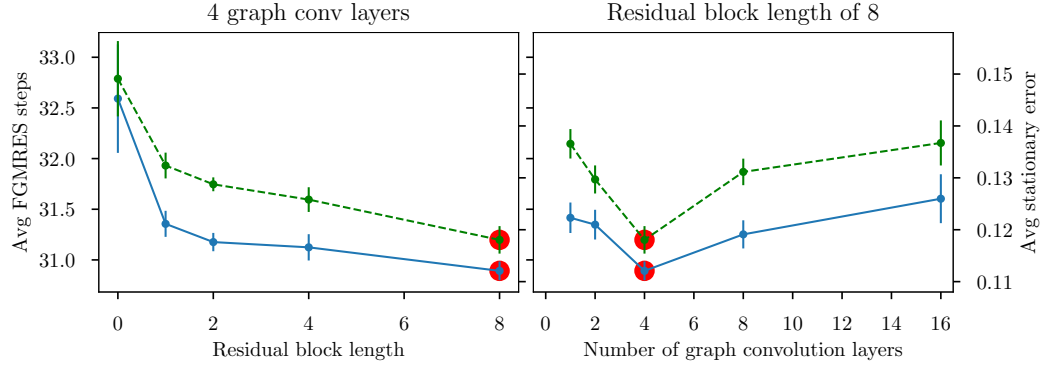 4 graph conv layers
Residual block length of 8
Avg FGMRES steps
33.0
32.5
32.0
31.5
31.0
0 2 4 6 8
Residual block length
0 2 4 6 8 10 12 14 16
Number of graph convolution layers
0.15
0.14
0.13
0.12
0.11
Avg stationary error